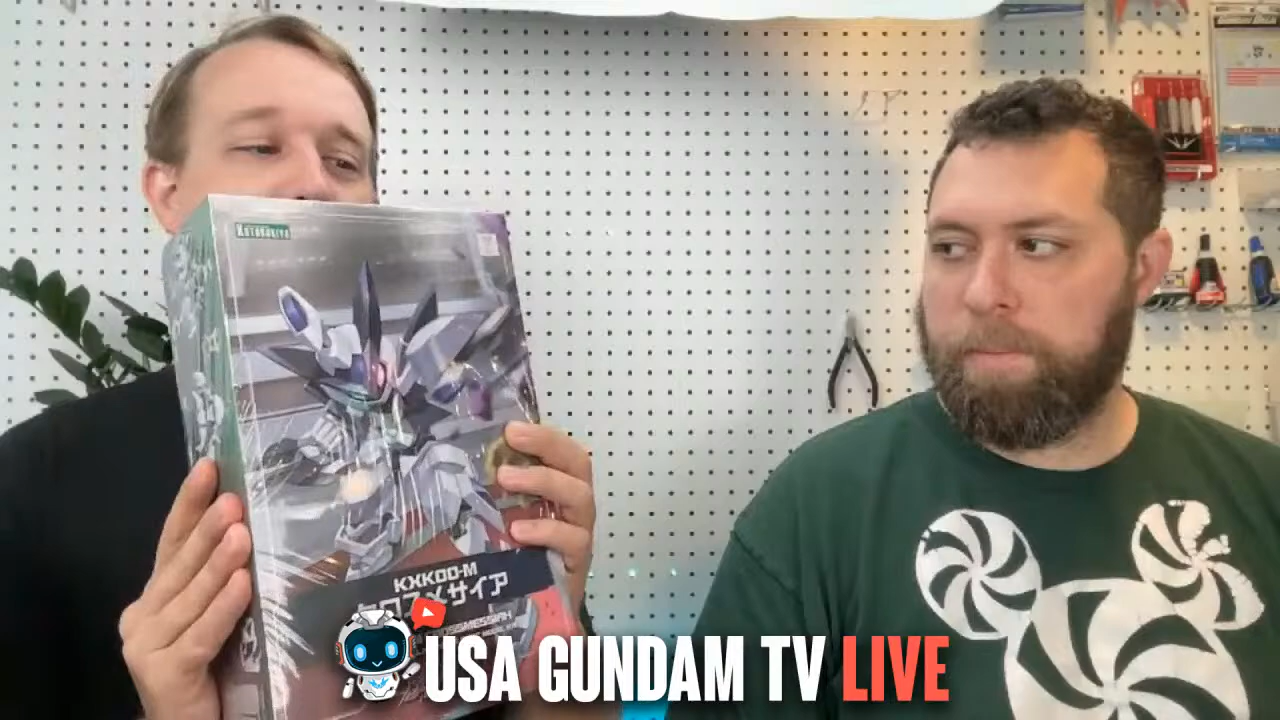 KOTOBUKIYA
KXK00-M
クロスメサイア
USA GUNDAM TV LIVE